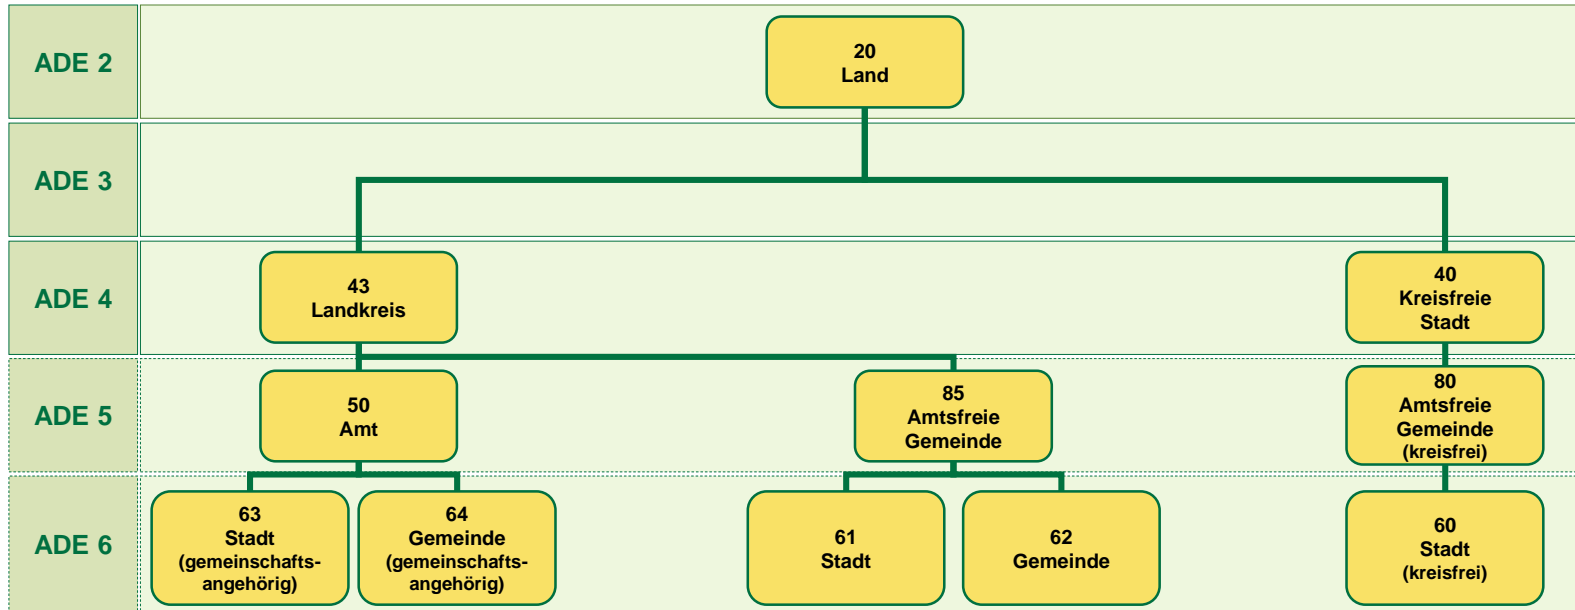 ADE 2
20
Land
ADE 3
ADE 4
43
Landkreis
40
Kreisfreie
Stadt
ADE 5
50
Amt
85
Amtsfreie
Gemeinde
80
Amtsfreie
Gemeinde
(kreisfrei)
ADE 6
63
Stadt
(gemeinschafts-
angehörig)
64
Gemeinde
(gemeinschafts-
angehörig)
61
Stadt
62
Gemeinde
60
Stadt
(kreisfrei)